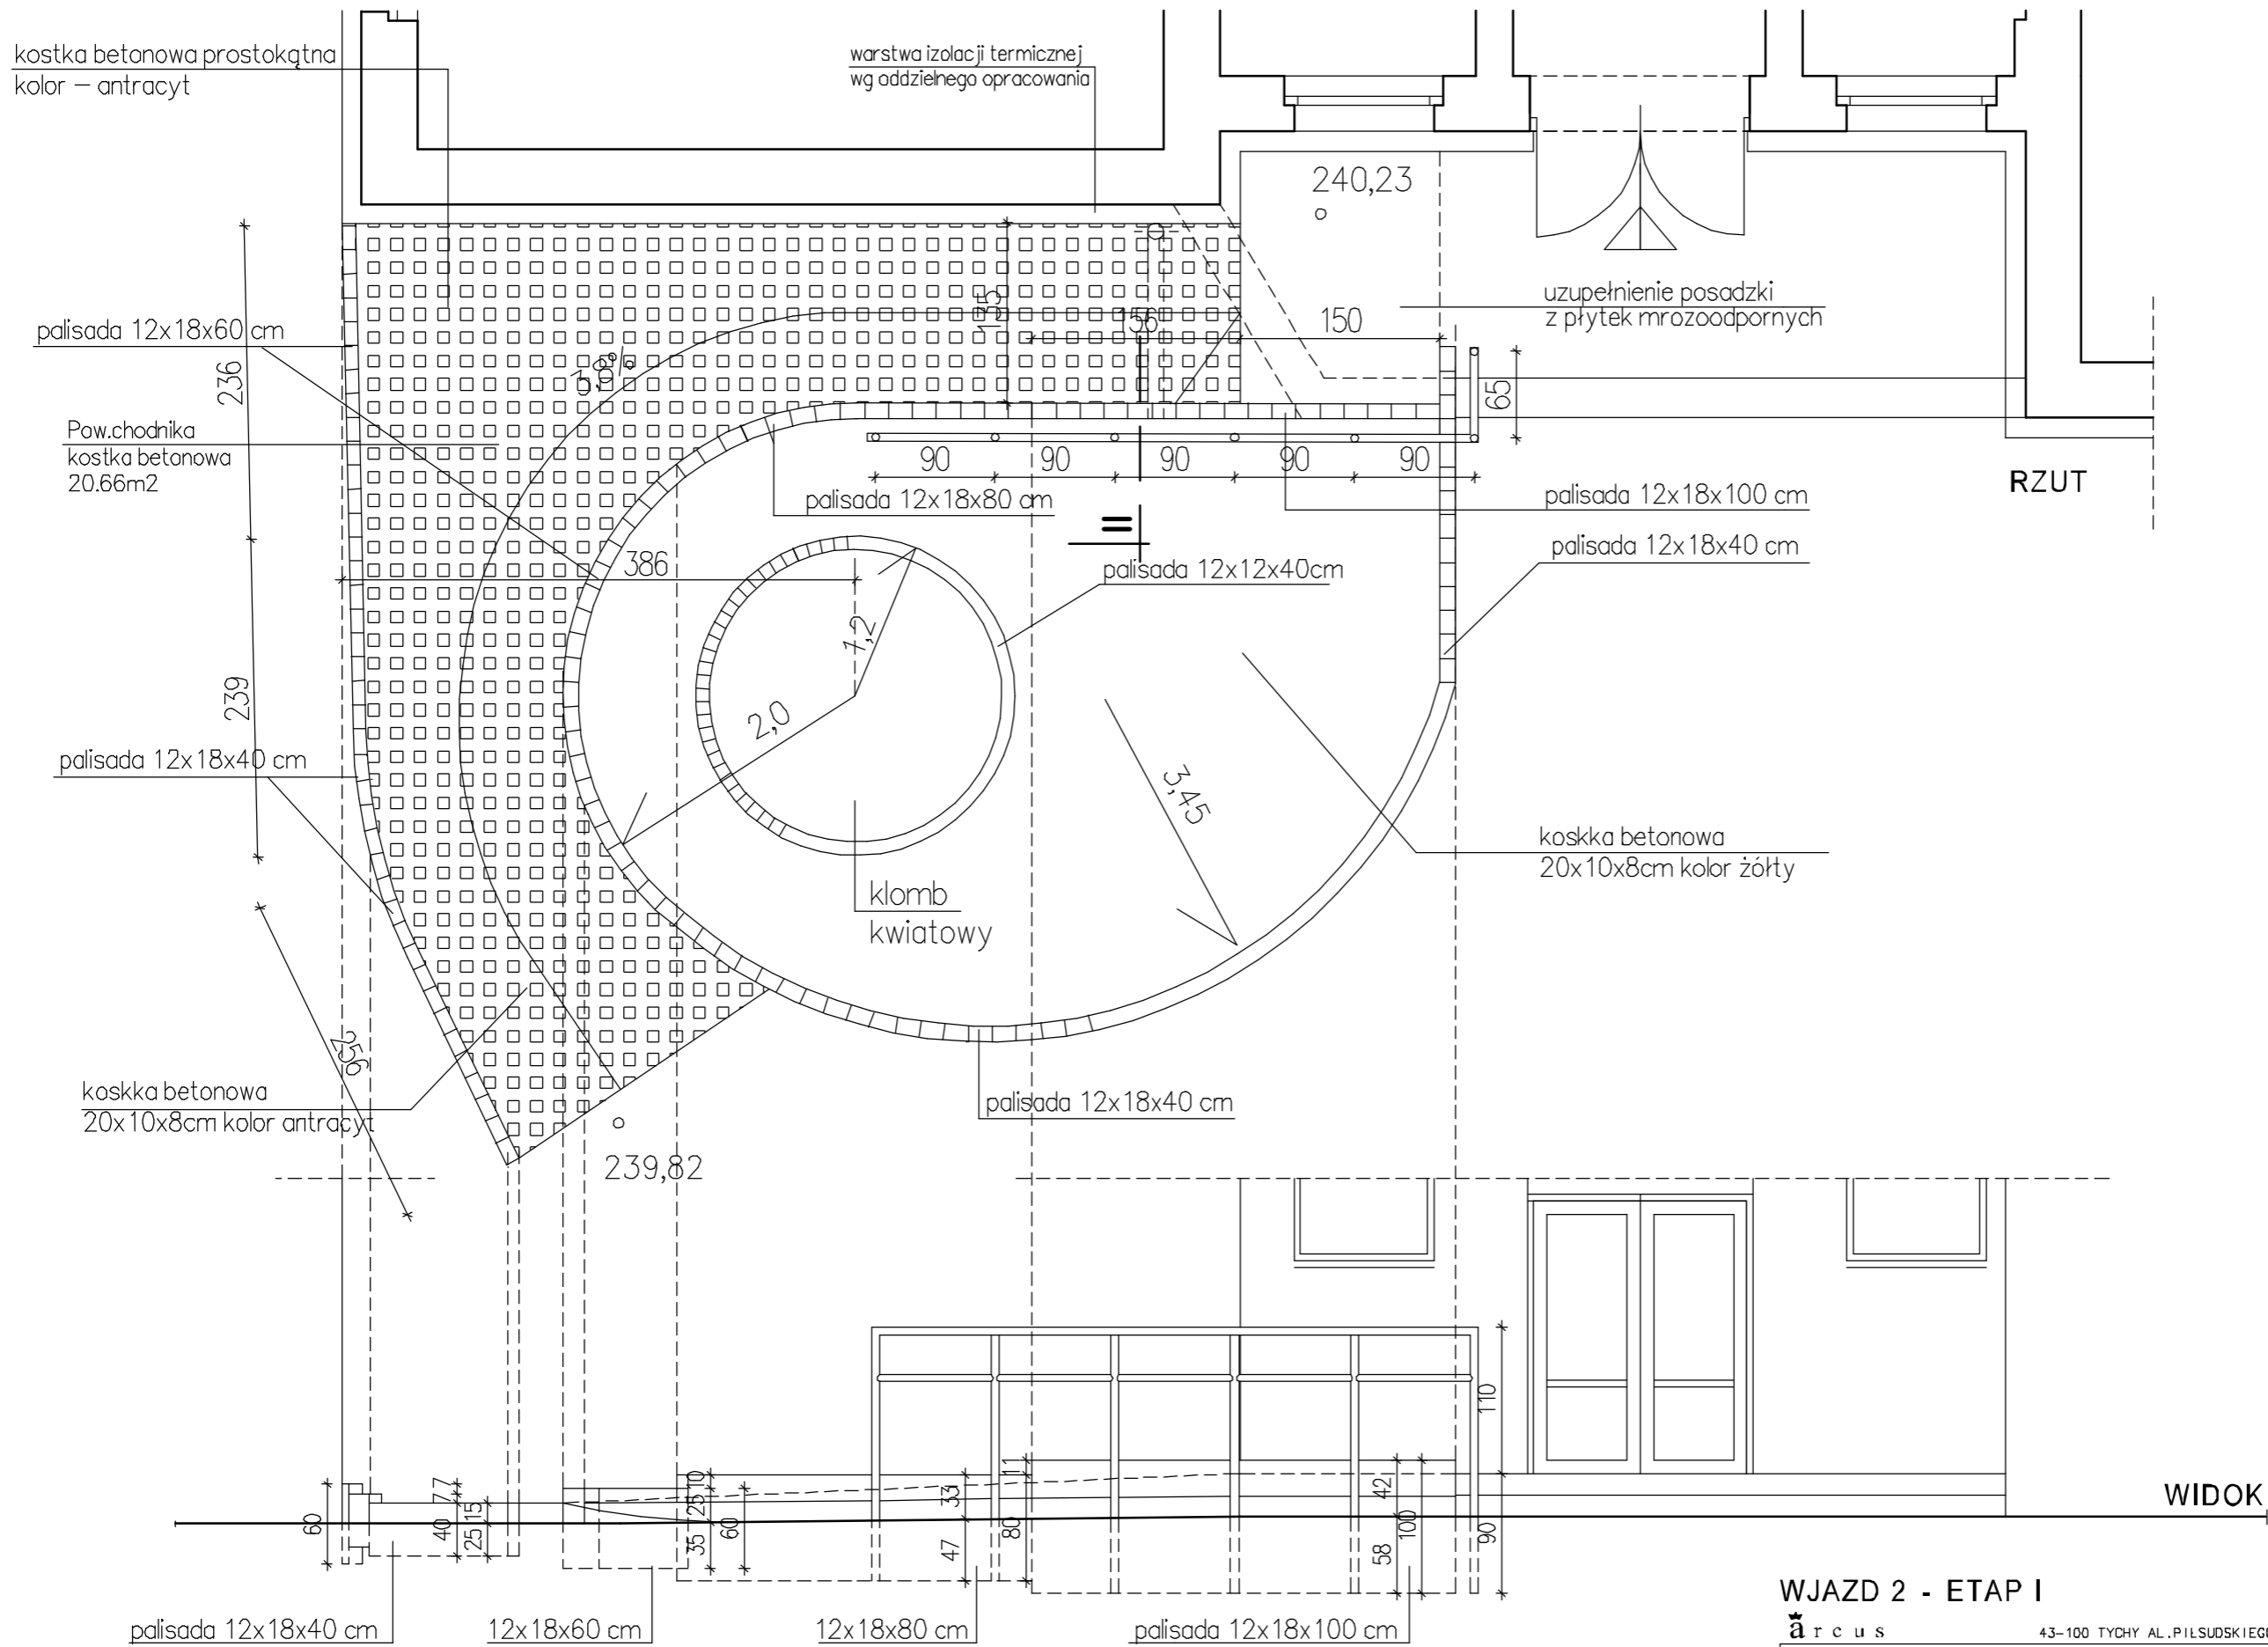 kostka betonowa prostokątna
kolor – antracyt
warstwa izolacji termicznej
wg oddzielnego opracowania
240,23
uzupełnienie posadzki
z płytek mrozoodpornych
palisada 12x18x60 cm
236
3,8%
135
156
150
65
Pow.chodnika
kostka betonowa
20.66m2
90
90
90
90
90
RZUT
palisada 12x18x80 cm
palisada 12x18x100 cm
=
palisada 12x18x40 cm
386
palisada 12x12x40cm
1,2
239
2,0
palisada 12x18x40 cm
3,45
koskka betonowa
20x10x8cm kolor żółty
klomb
kwiatowy
256
koskka betonowa
20x10x8cm kolor antracyt
palisada 12x18x40 cm
239,82
110
60
7
7
40
15
25
10
25
35
60
33
47
11
80
42
58
100
90
WIDOK
palisada 12x18x40 cm
12x18x60 cm
12x18x80 cm
palisada 12x18x100 cm
WJAZD 2 - ETAP I
arcus
43-100 TYCHY AL.PIŁSUDSKIEG